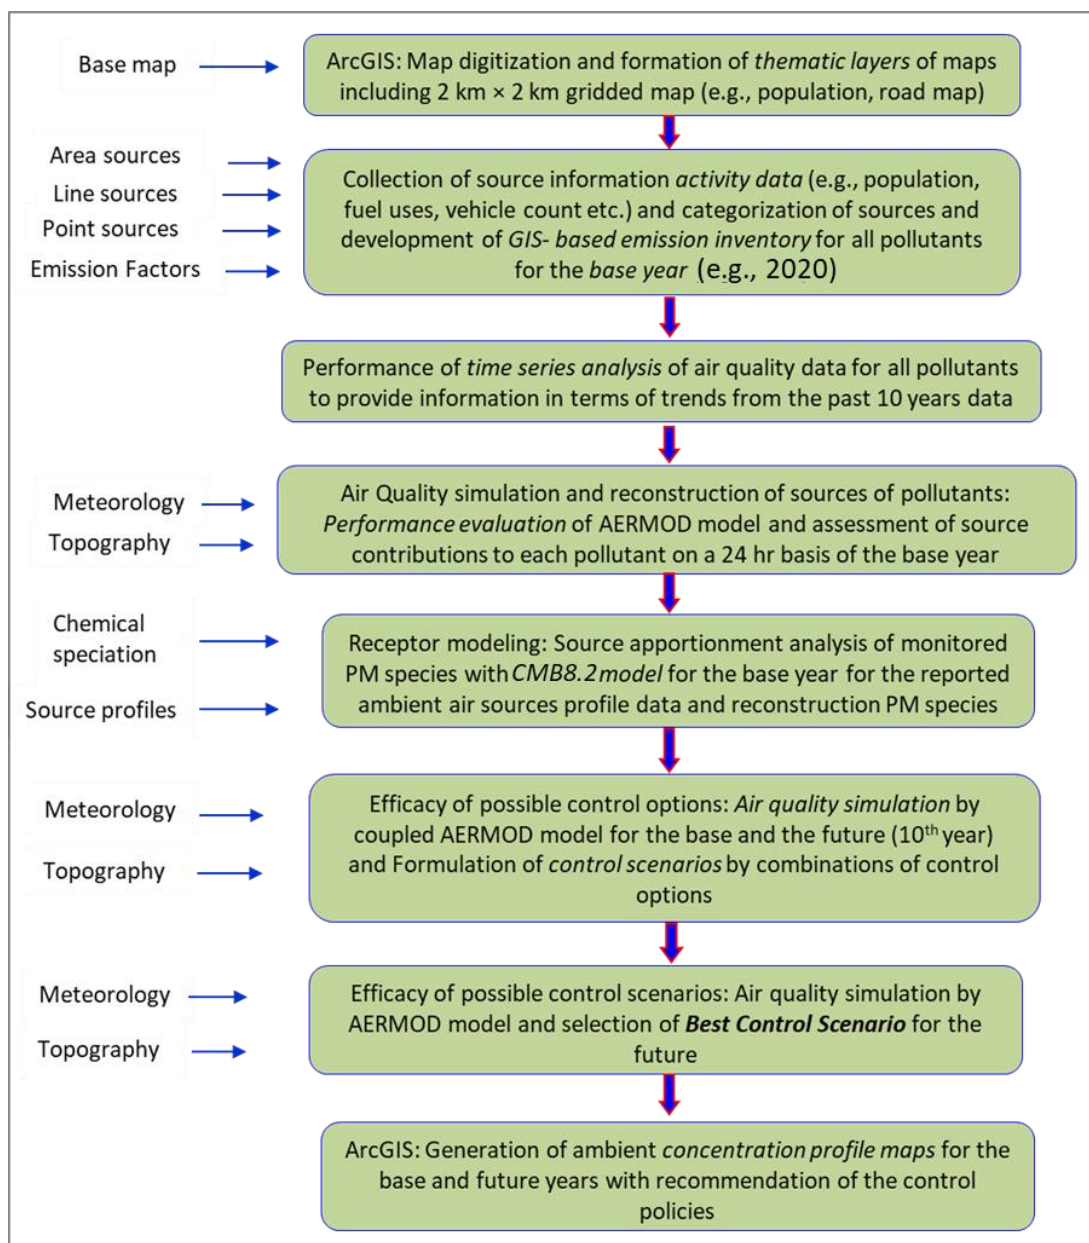 Base map
ArcGIS: Map digitization and formation of thematic layers of maps
including 2 km × 2 km gridded map (e.g., population, road map)
Area sources
Line sources
Point sources
Emission Factors
Collection of source information activity data (e.g., population,
fuel uses, vehicle count etc.) and categorization of sources and
development of GIS- based emission inventory for all pollutants
for the base year (e.g., 2020)
Performance of time series analysis of air quality data for all pollutants
to provide information in terms of trends from the past 10 years data
Meteorology
Topography
Air Quality simulation and reconstruction of sources of pollutants:
Performance evaluation of AERMOD model and assessment of source
contributions to each pollutant on a 24 hr basis of the base year
Chemical
speciation
Source profiles
Receptor modeling: Source apportionment analysis of monitored
PM species with CMB8.2 model for the base year for the reported
ambient air sources profile data and reconstruction PM species
Meteorology
Topography
Efficacy of possible control options: Air quality simulation by
coupled AERMOD model for the base and the future (10th year)
and Formulation of control scenarios by combinations of control
options
Meteorology
Topography
Efficacy of possible control scenarios: Air quality simulation by
AERMOD model and selection of Best Control Scenario for the
future
ArcGIS: Generation of ambient concentration profile maps for the
base and future years with recommendation of the control
policies